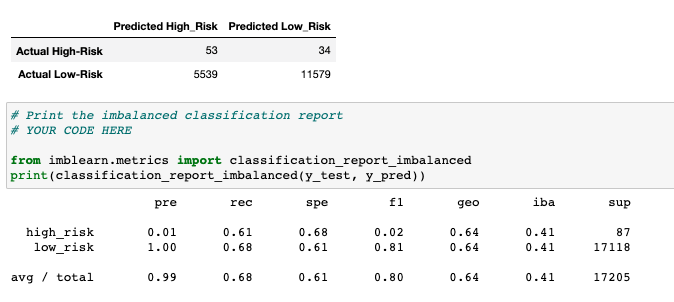 Predicted High_Risk Predicted Low_Risk
Actual High-Risk 53 34
Actual Low-Risk 5539 11579
# Print the imbalanced classification report
# YOUR CODE HERE
from imblearn.metrics import classification_report_imbalanced
print(classification_report_imbalanced(y_test, y_pred))
pre rec spe f1 geo iba sup
high_risk 0.01 0.61 0.68 0.02 0.64 0.41 87
low_risk 1.00 0.68 0.61 0.81 0.64 0.41 17118
avg / total 0.99 0.68 0.61 0.80 0.64 0.41 17205